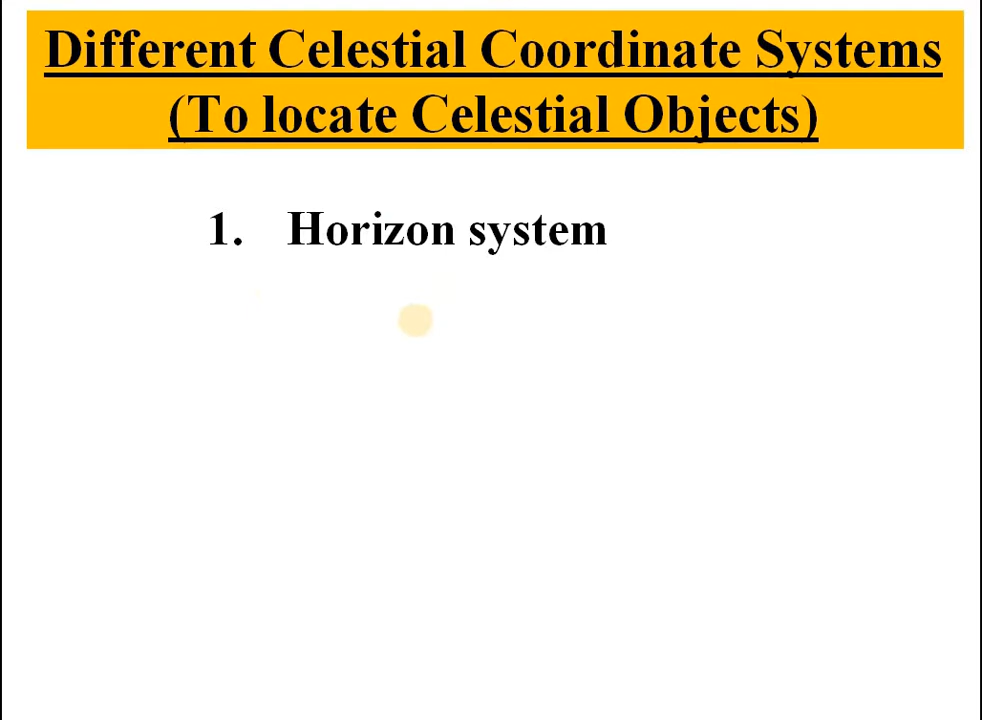 Different Celestial Coordinate Systems
(To locate Celestial Objects)
1. Horizon system